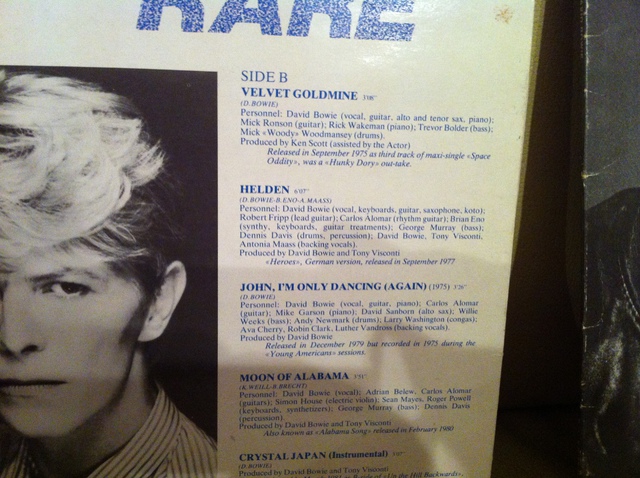 RARE
SIDE B
VELVET GOLDMINE 3'08"
(D.BOWIE)
Personnel: David Bowie (vocal, guitar, alto and tenor sax, piano);
Mick Ronson (guitar); Rick Wakeman (piano); Trevor Bolder (bass);
Mick «Woody» Woodmansey (drums).
Produced by Ken Scott (assisted by the Actor)
Released in September 1975 as third track of maxi-single «Space
Oddity», was a «Hunky Dory» out-take.
HELDEN 6'07"
(D.BOWIE-B.ENO-A.MAASS)
Personnel: David Bowie (vocal, keyboards, guitar, saxophone, koto);
Robert Fripp (lead guitar); Carlos Alomar (rhythm guitar); Brian Eno
(synthy, keyboards, guitar treatments); George Murray (bass);
Dennis Davis (drums, percussion); David Bowie, Tony Visconti,
Antonia Maass (backing vocals).
Produced by David Bowie and Tony Visconti
«Heroes», German version, released in September 1977
JOHN, I'M ONLY DANCING (AGAIN) (1975) 3'26"
(D.BOWIE)
Personnel: David Bowie (vocal, guitar, piano); Carlos Alomar
(guitar); Mike Garson (piano); David Sanborn (alto sax); Willie
Weeks (bass); Andy Newmark (drums); Larry Washington (congas);
Ava Cherry, Robin Clark, Luther Vandross (backing vocals).
Produced by David Bowie
Released in December 1979 but recorded in 1975 during the
«Young Americans» sessions.
MOON OF ALABAMA 3'51"
(K.WEILL-B.BRECHT)
Personnel: David Bowie (vocal); Adrian Belew, Carlos Alomar
(guitars); Simon House (electric violin); Sean Mayes, Roger Powell
(keyboards, synthetizers); George Murray (bass); Dennis Davis
(percussion).
Produced by David Bowie and Tony Visconti
Also known as «Alabama Song» released in February 1980
CRYSTAL JAPAN (Instrumental) 3'07"
(D.BOWIE)
Produced by David Bowie and Tony Visconti
«Up the Hill Backwards»,